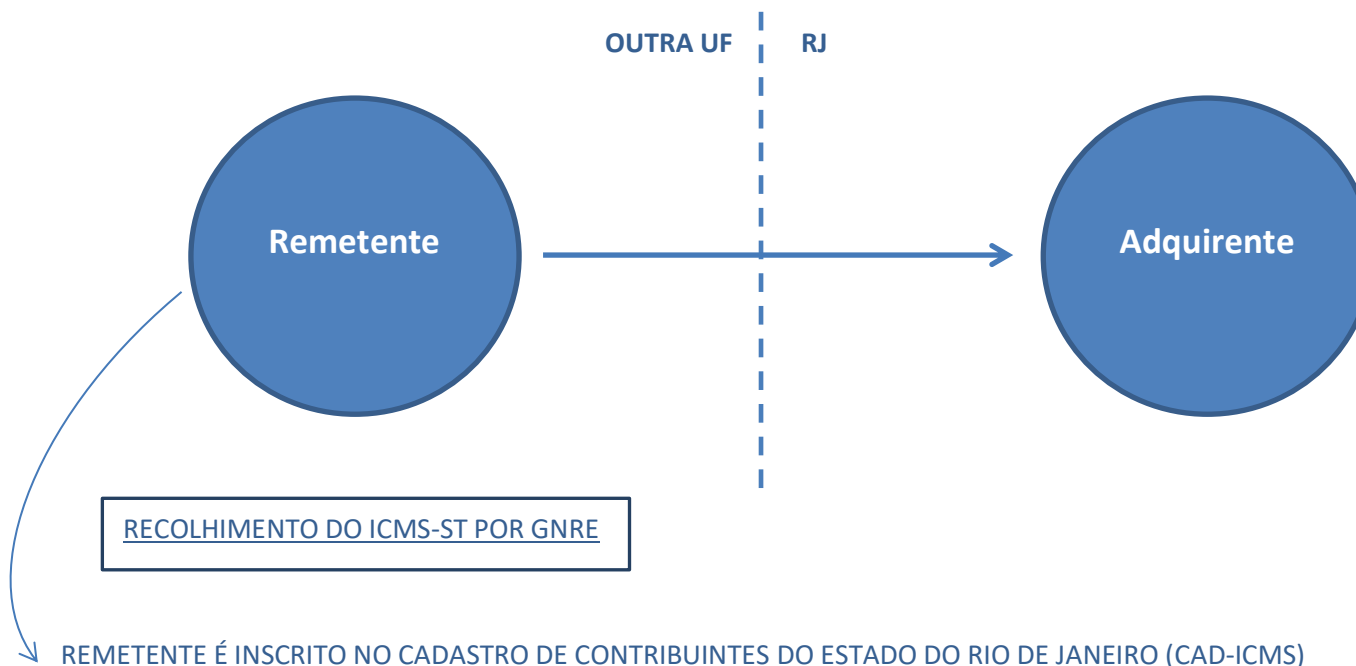 OUTRA UF
RJ
Remetente
Adquirente
RECOLHIMENTO DO ICMS-ST POR GNRE
REMETENTE É INSCRITO NO CADASTRO DE CONTRIBUINTES DO ESTADO DO RIO DE JANEIRO (CAD-ICMS)